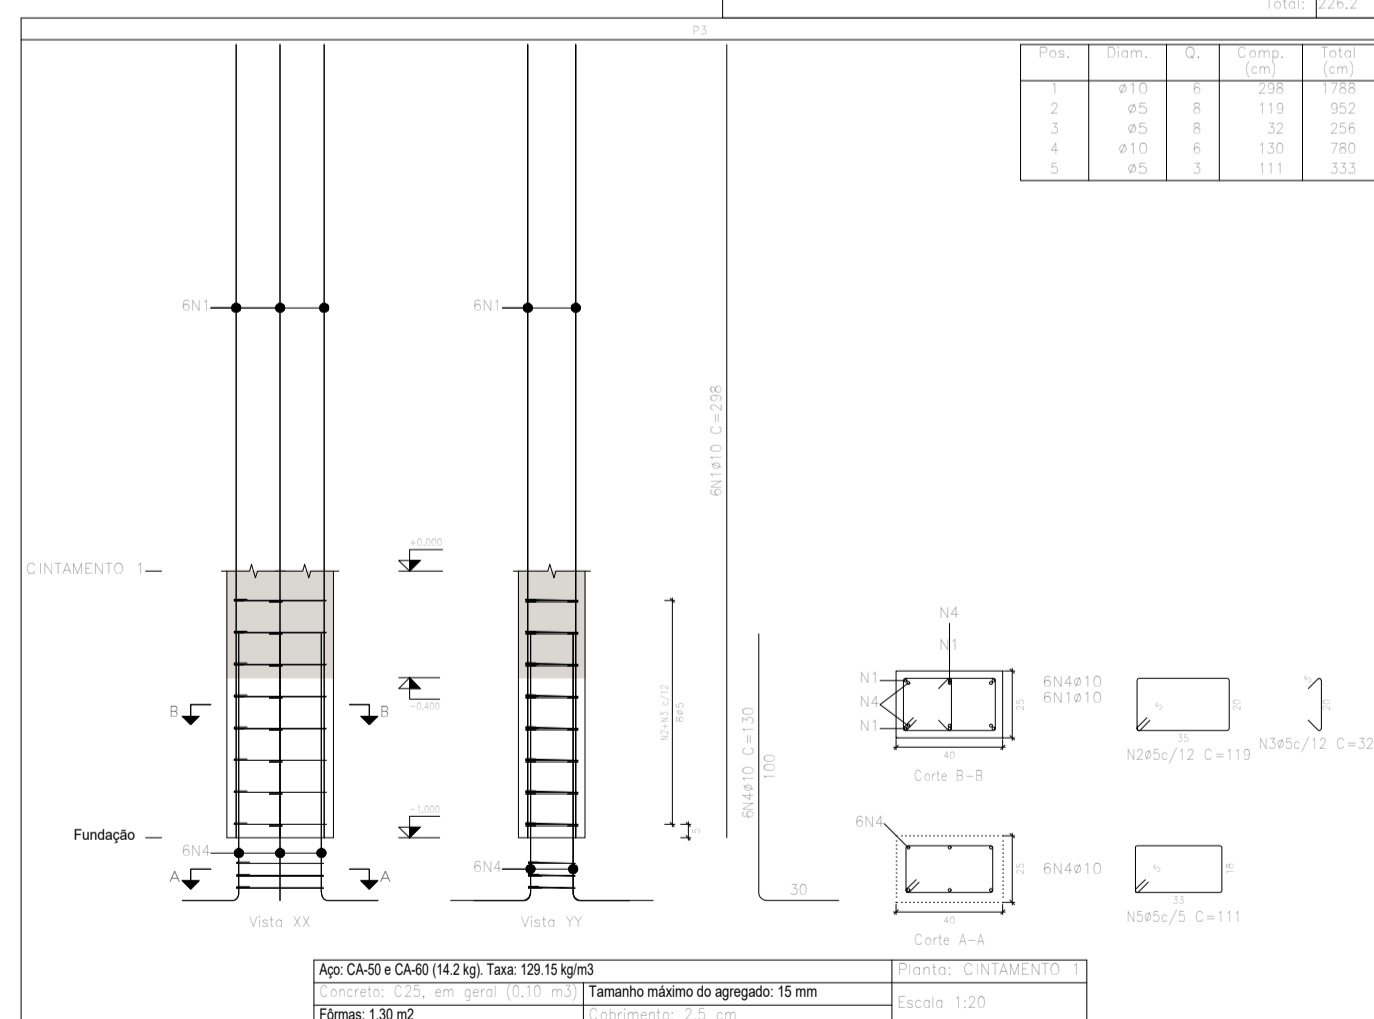 Total: 226.2
P3
Pos. Diam. Q. Comp. (cm) Total (cm)
1 ø10 6 298 1788
2 ø5 8 119 952
3 ø5 8 32 256
4 ø10 6 130 780
5 ø5 3 111 333
6N1
6N1
6N1ø10 C=298
CINTAMENTO 1
+0.000
N4
N1
N1
N4
N1
6N4ø10
6N1ø10
25
40
Corte B-B
5
35
20
N2ø5c/12 C=119
5
20
N3ø5c/12 C=32
B
B
-0.400
N2+N3 c/12
8ø5
6N4ø10 C=130
100
-1.000
Fundação
5
6N4
6N4
A
A
30
Vista XX
Vista YY
6N4
6N4ø10
25
40
Corte A-A
5
33
18
N5ø5c/5 C=111
Aço: CA-50 e CA-60 (14.2 kg). Taxa: 129.15 kg/m3
Planta: CINTAMENTO 1
Concreto: C25, em geral (0.10 m3)
Tamanho máximo do agregado: 15 mm
Escala 1:20
Fôrmas: 1.30 m2
Cobrimento: 2.5 cm